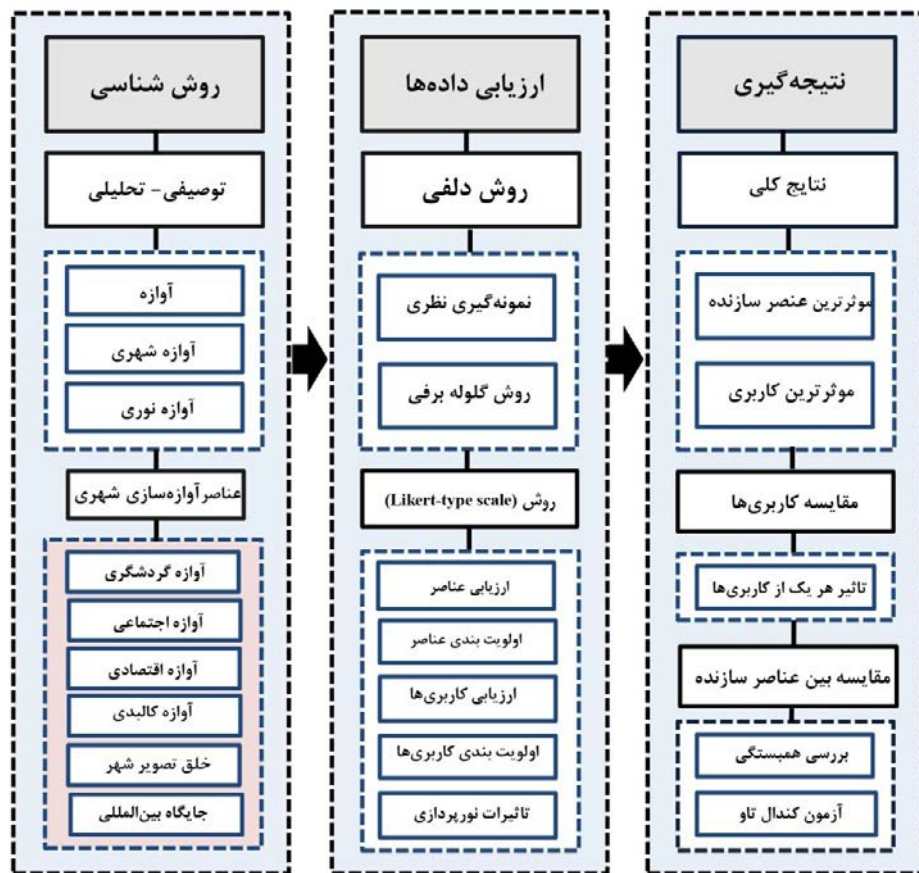 روش شناسی
توصیفی- تحلیلی
آوازه
آوازه شهری
آوازه نوری
عناصر آوازه‌سازی شهری
آوازه گردشگری
آوازه اجتماعی
آوازه اقتصادی
آوازه کالبدی
خلق تصویر شهر
جایگاه بین‌المللی
ارزیابی داده‌ها
روش دلفی
نمونه‌گیری نظری
روش گلوله برفی
روش (Likert-type scale)
ارزیابی عناصر
اولویت بندی عناصر
ارزیابی کاربری‌ها
اولویت بندی کاربری‌ها
تاثیرات نورپردازی
نتیجه‌گیری
نتایج کلی
موثرترین عنصر سازنده
موثرترین کاربری
مقایسه کاربری‌ها
تاثیر هر یک از کاربری‌ها
مقایسه بین عناصر سازنده
بررسی همبستگی
آزمون کندال تاو